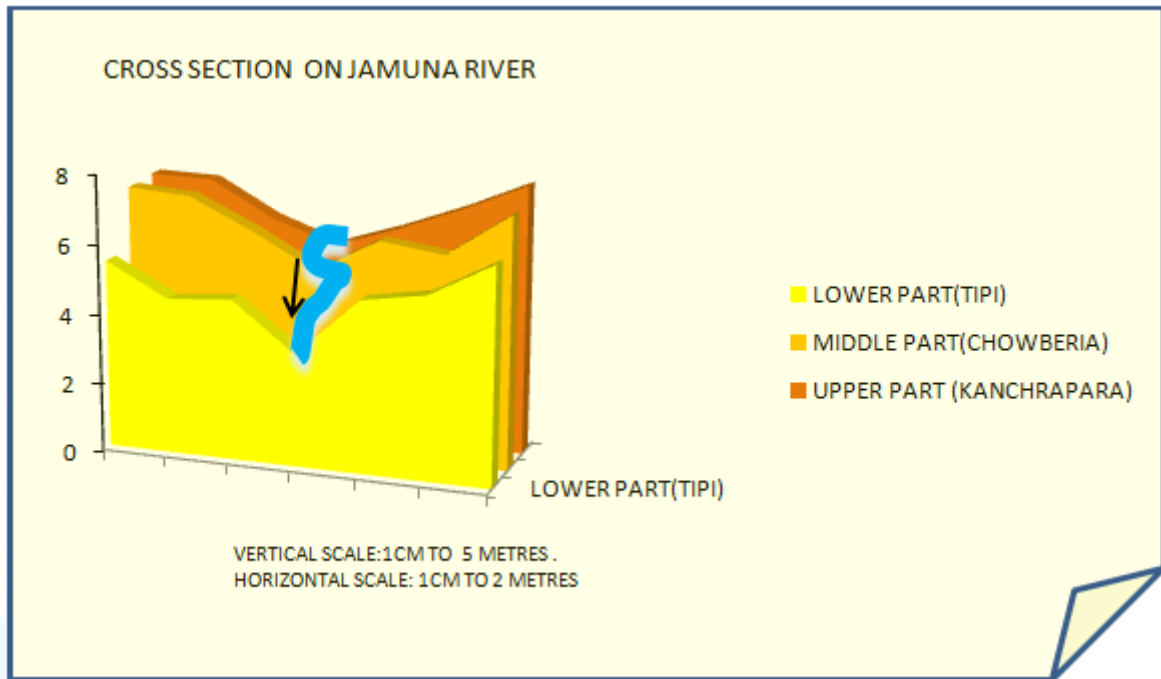 CROSS SECTION ON JAMUNA RIVER
8
6
4
2
0
LOWER PART(TIPI)
MIDDLE PART(CHOWBERIA)
UPPER PART (KANCHRAPARA)
LOWER PART(TIPI)
VERTICAL SCALE:1CM TO 5 METRES .
HORIZONTAL SCALE: 1CM TO 2 METRES